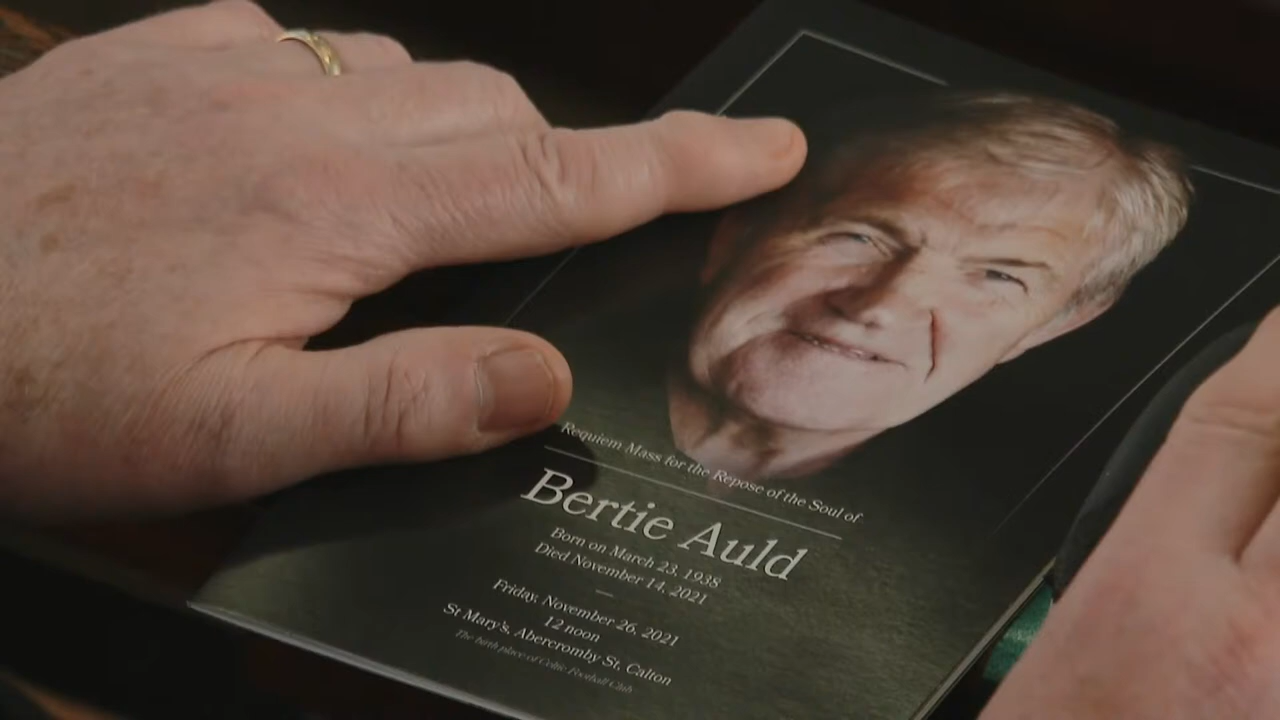 Requiem Mass for the Repose of the Soul of
Bertie Auld
Born on March 23, 1938
Died November 14, 2021
Friday, November 26, 2021
12 noon
St Mary's, Abercromby St, Calton
The birth place of Celtic Football Club